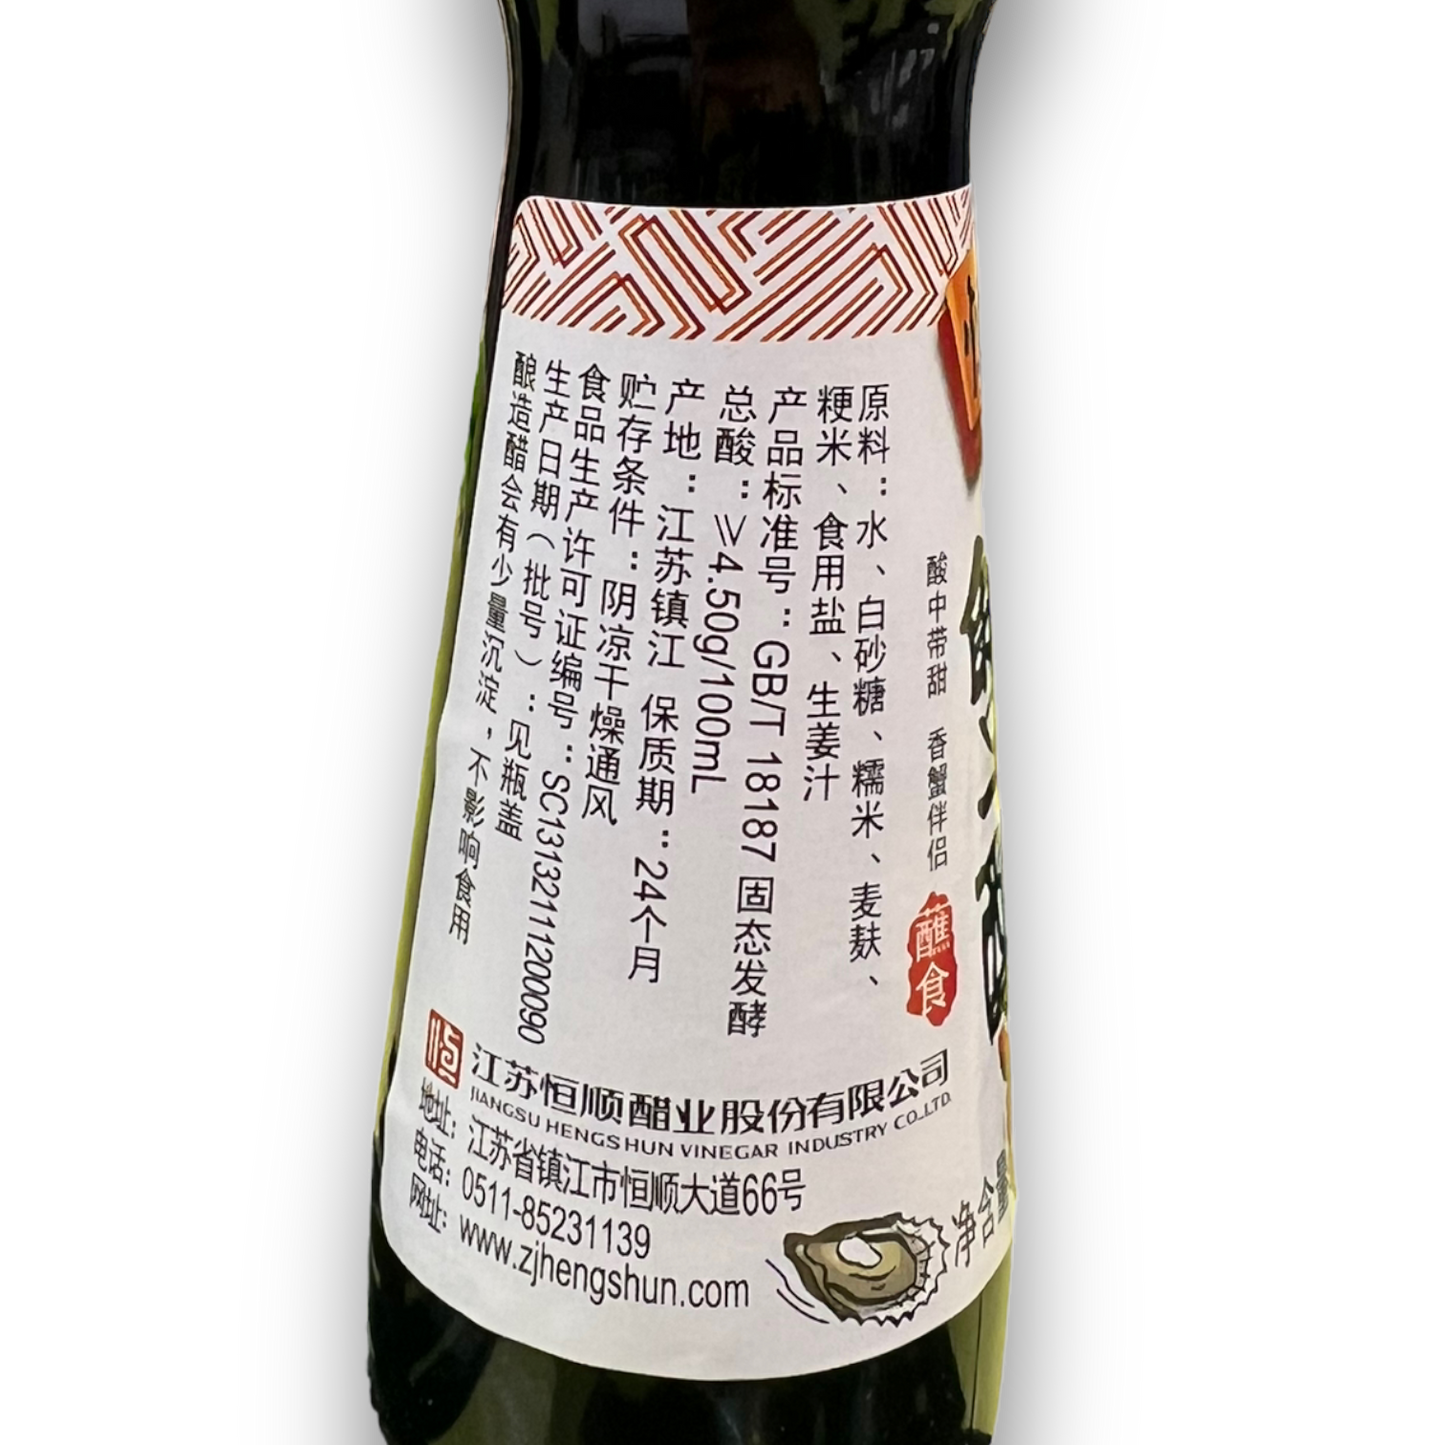 酸中带甜 香蟹伴侣
蘸食
原料：水、白砂糖、糯米、麦麸、
粳米、食用盐、生姜汁
产品标准号：GB/T 18187 固态发酵
总酸：≥4.50g/100mL
产地：江苏镇江 保质期：24个月
贮存条件：阴凉干燥通风
食品生产许可证编号：SC13132111200090
生产日期（批号）：见瓶盖
酿造醋会有少量沉淀，不影响食用
恒
江苏恒顺醋业股份有限公司
JIANGSU HENGSHUN VINEGAR INDUSTRY CO.,LTD.
地址：江苏省镇江市恒顺大道66号
电话：0511-85231139
网址：www.zjhengshun.com
净含量